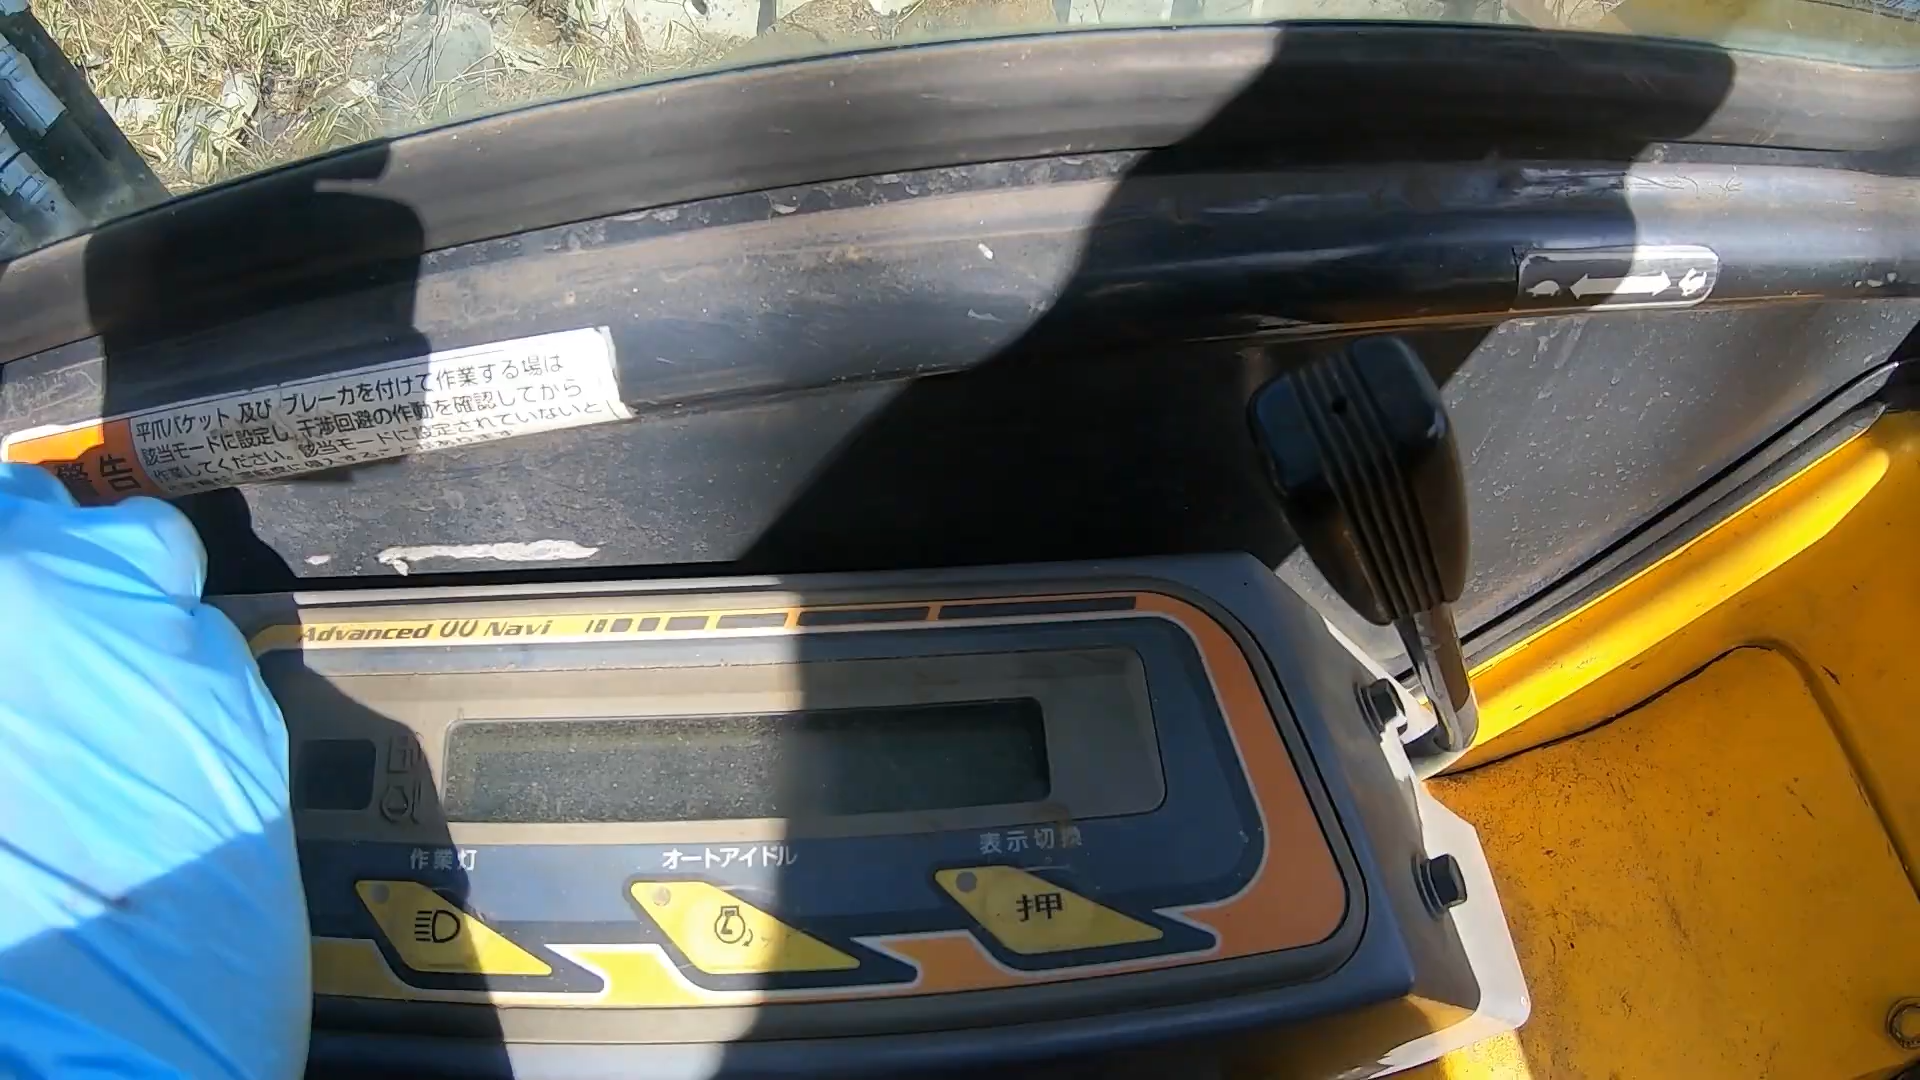 平爪バケット 及び ブレーカを付けて作業する場は
該当モードに設定し、干渉回避の作動を確認してから
作業してください。該当モードに設定されていないと
警告
Advanced UU Navi
作業灯
オートアイドル
表示切換
押